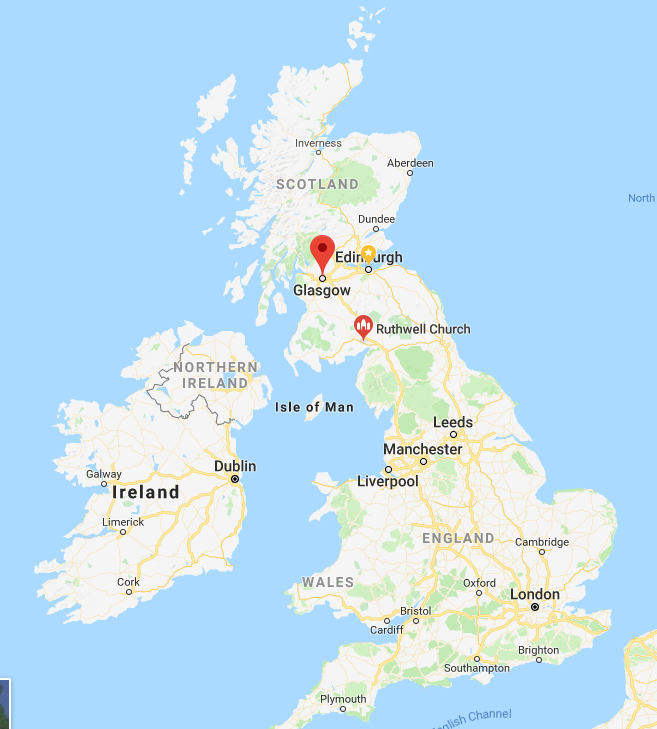 Inverness
Aberdeen
SCOTLAND
North
Dundee
Edinburgh
Glasgow
Ruthwell Church
NORTHERN
IRELAND
Isle of Man
Leeds
Manchester
Dublin
Galway
Ireland
Liverpool
Limerick
ENGLAND
Cambridge
Cork
WALES
Oxford
London
Bristol
Cardiff
Brighton
Southampton
Plymouth
English Channel